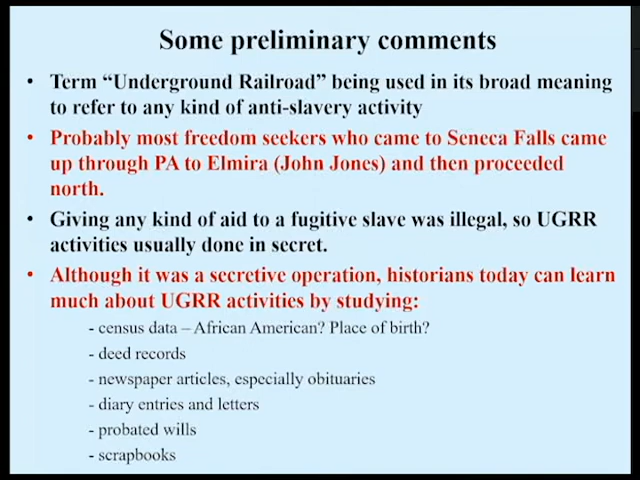 Some preliminary comments
• Term “Underground Railroad” being used in its broad meaning
to refer to any kind of anti-slavery activity
• Probably most freedom seekers who came to Seneca Falls came
up through PA to Elmira (John Jones) and then proceeded
north.
• Giving any kind of aid to a fugitive slave was illegal, so UGRR
activities usually done in secret.
• Although it was a secretive operation, historians today can learn
much about UGRR activities by studying:
- census data – African American? Place of birth?
- deed records
- newspaper articles, especially obituaries
- diary entries and letters
- probated wills
- scrapbooks